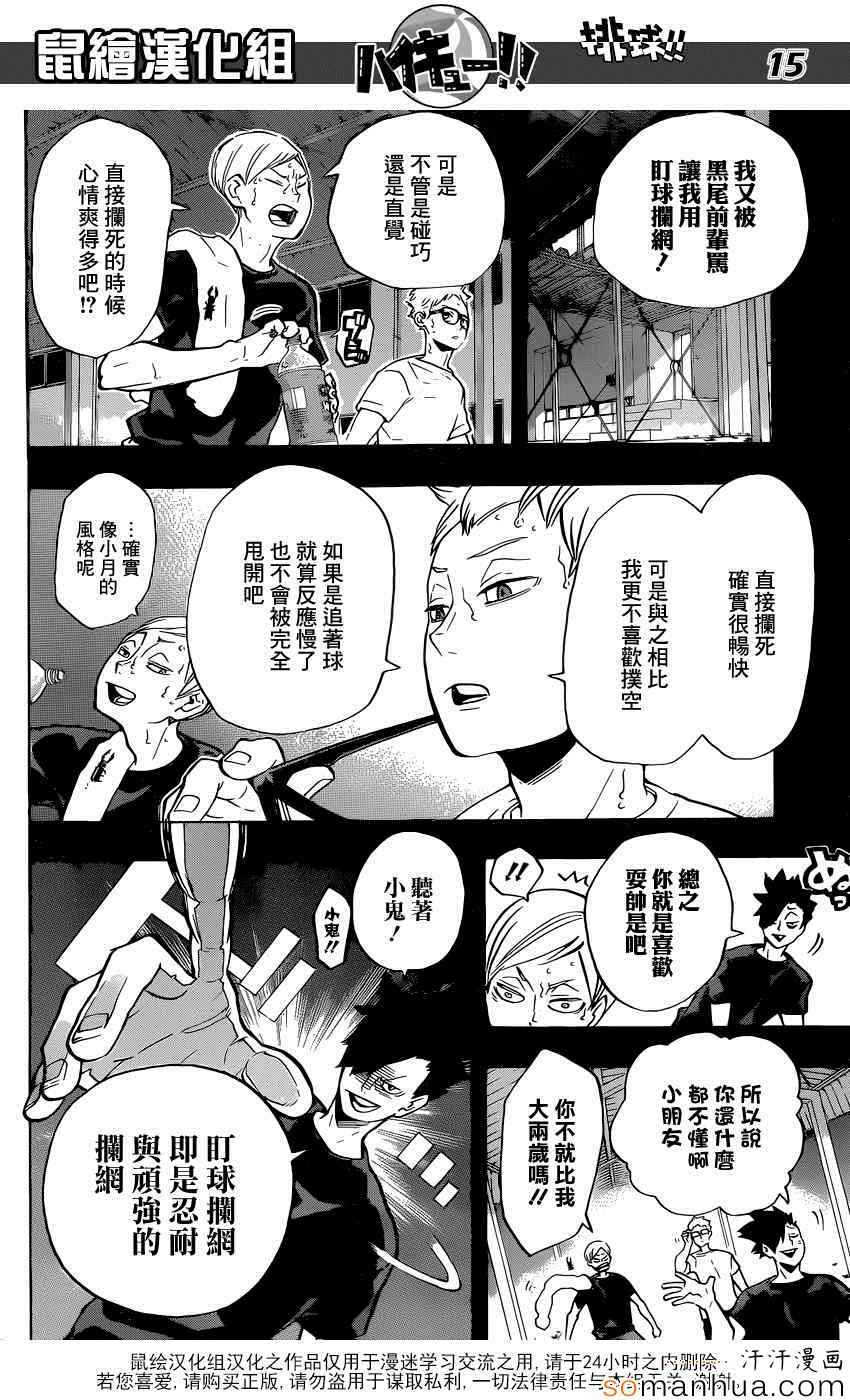 鼠繪漢化組
ハイキュー!!
排球!!
15
我又被
黑尾前輩罵
讓我用
盯球攔網!
可是
不管是碰巧
還是直覺
直接攔死的時候
心情爽得多吧!?
直接攔死
確實很暢快
可是與之相比
我更不喜歡撲空
如果是追著球
就算反應慢了
也不會被完全
甩開吧
…確實
像小月的
風格呢
ぬっ
總之
你就是喜歡
耍帥是吧
!!
聽著
小鬼!
小鬼!!
盯球攔網
即是忍耐
與頑強的
攔網
所以說
你還什麼
都不懂啊
小朋友
你不就比我
大兩歲嗎!!
鼠绘汉化组汉化之作品仅用于漫迷学习交流之用,请于24小时之内删除
若您喜爱,请购买正版,请勿盗用于谋取私利,一切法律责任与
汗汗漫画
somanhua.com